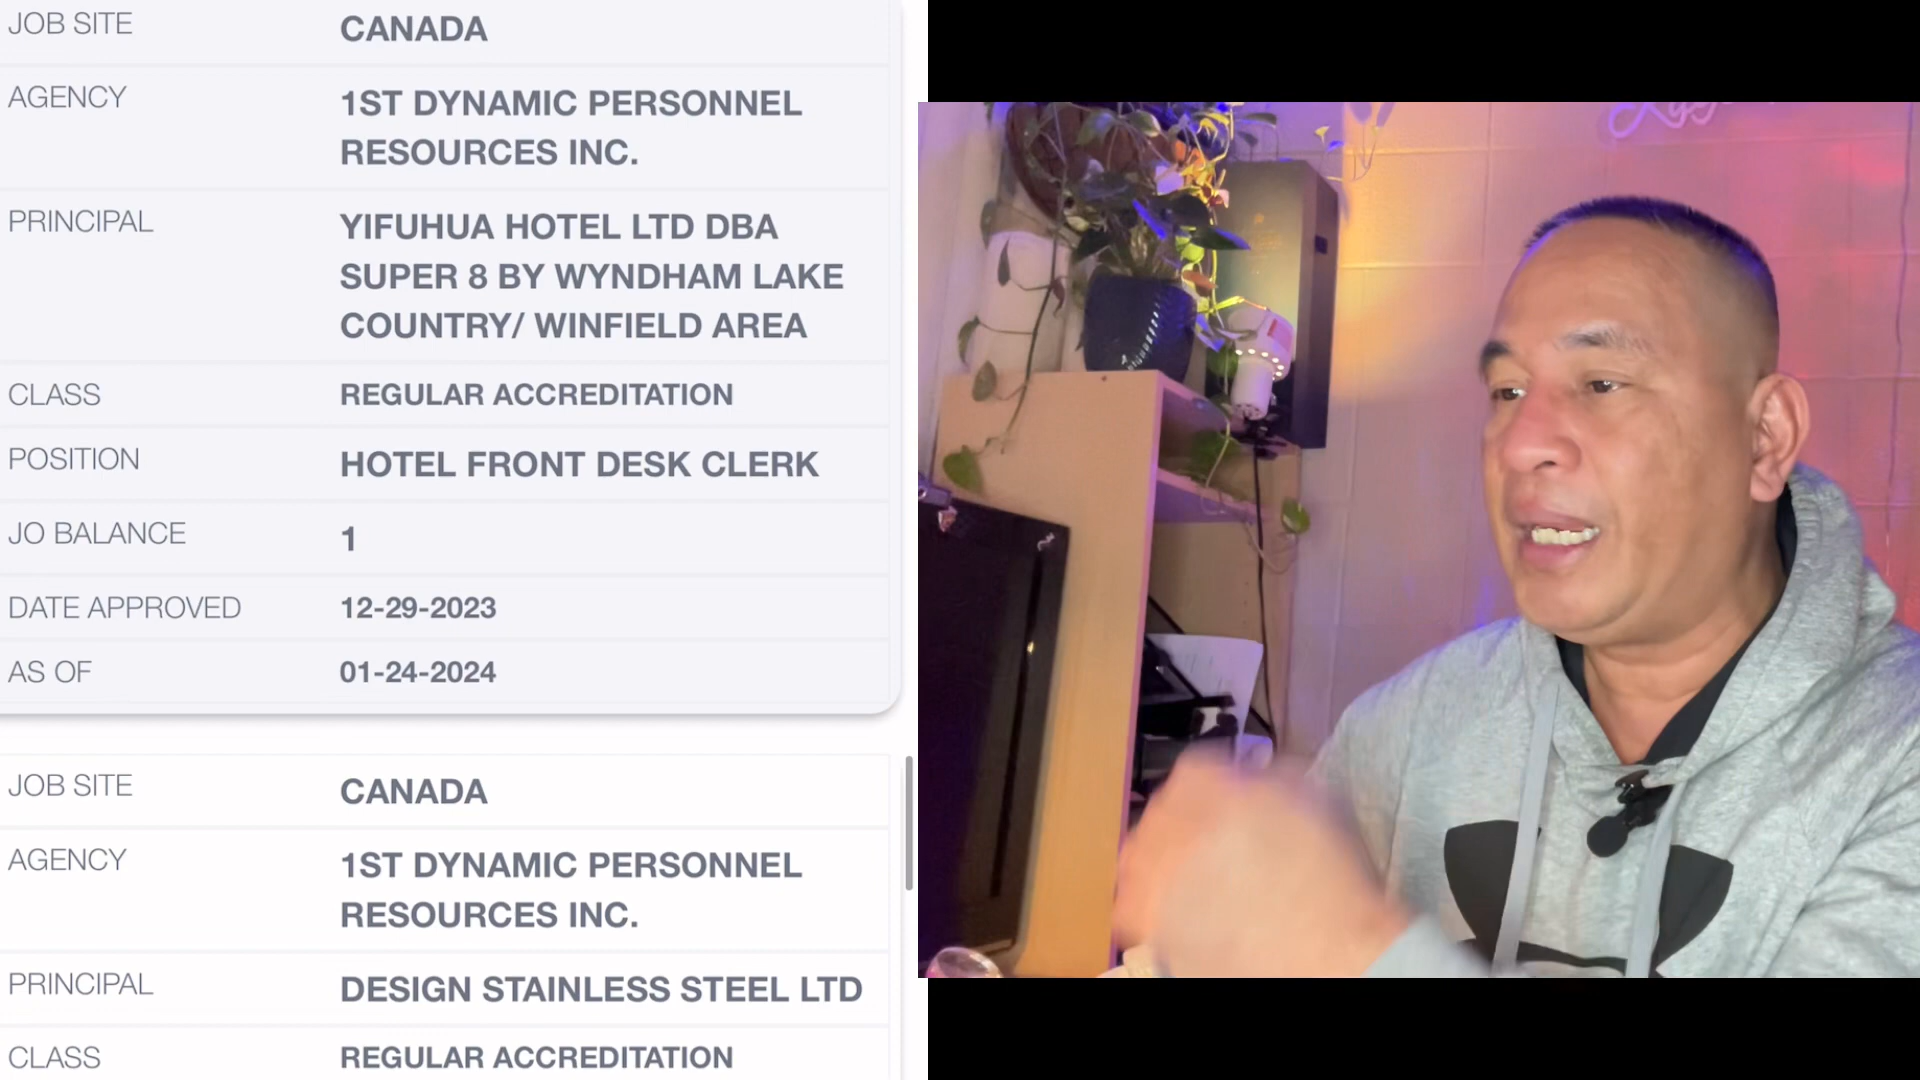 JOB SITE
CANADA
AGENCY
1ST DYNAMIC PERSONNEL
RESOURCES INC.
PRINCIPAL
YIFUHUA HOTEL LTD DBA
SUPER 8 BY WYNDHAM LAKE
COUNTRY/ WINFIELD AREA
CLASS
REGULAR ACCREDITATION
POSITION
HOTEL FRONT DESK CLERK
JO BALANCE
1
DATE APPROVED
12-29-2023
AS OF
01-24-2024
JOB SITE
CANADA
AGENCY
1ST DYNAMIC PERSONNEL
RESOURCES INC.
PRINCIPAL
DESIGN STAINLESS STEEL LTD
CLASS
REGULAR ACCREDITATION